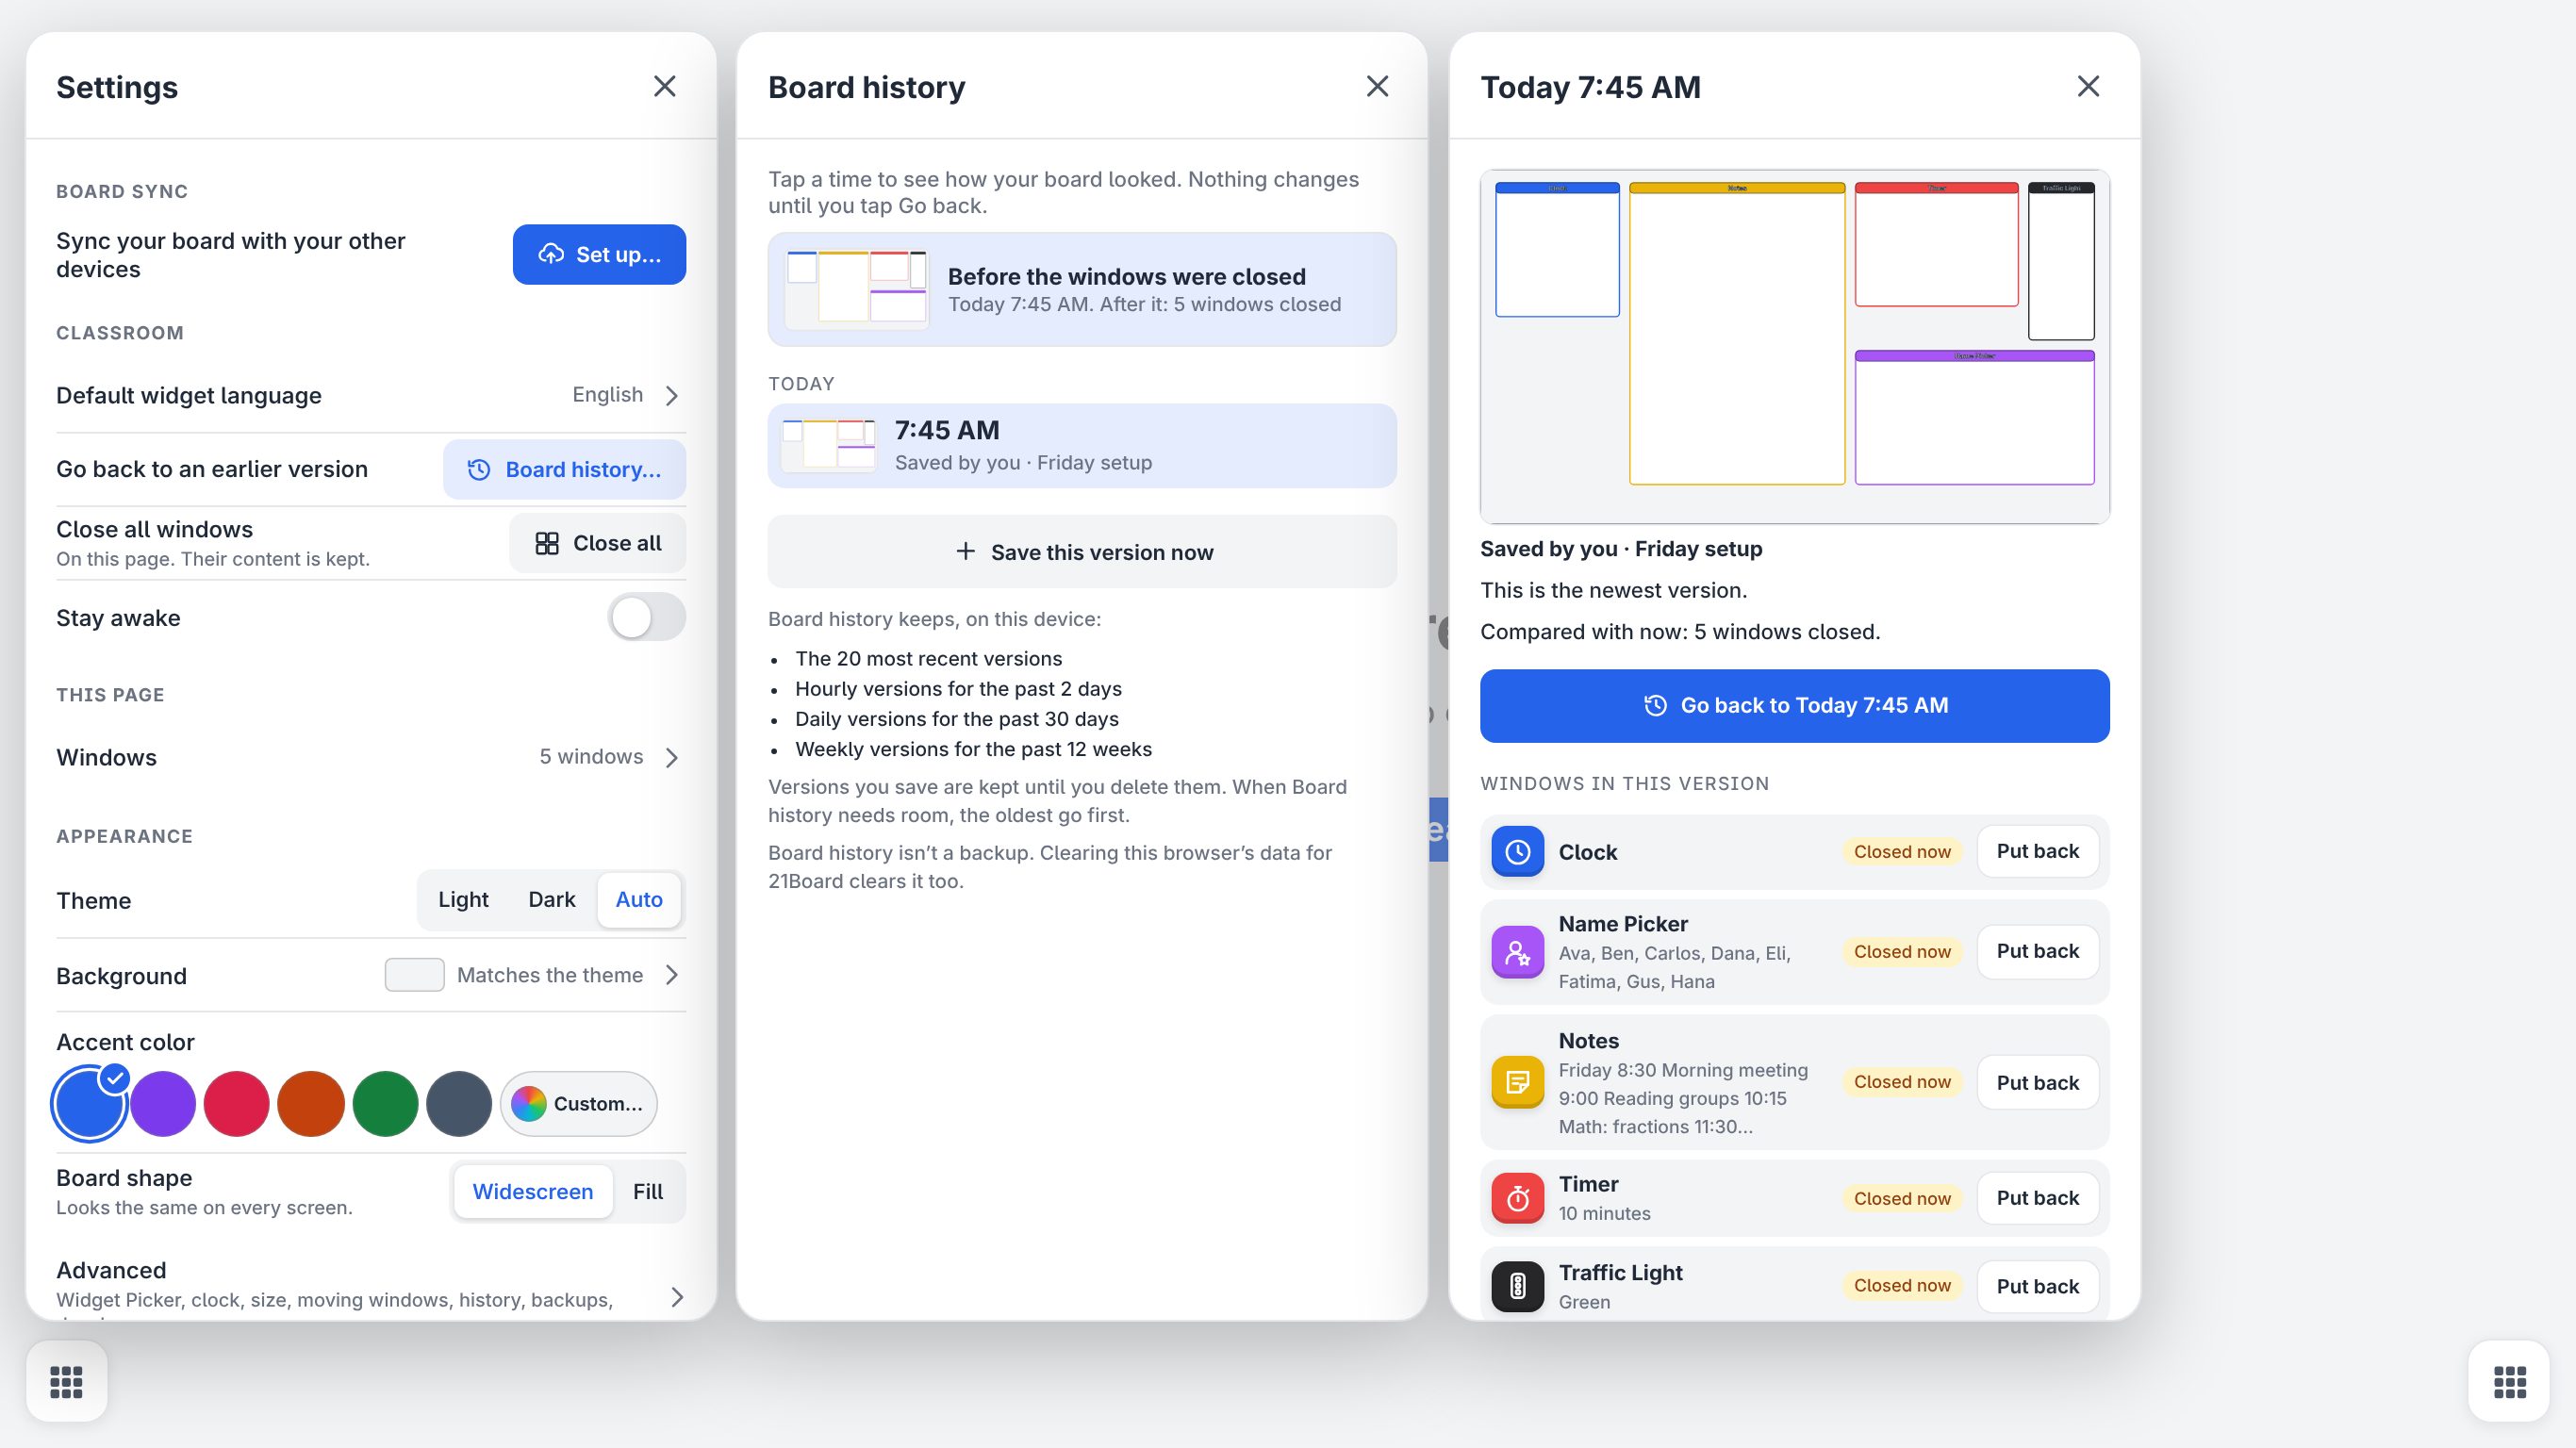 Settings
BOARD SYNC
Sync your board with your other
devices
Set up...
CLASSROOM
Default widget language
English
Go back to an earlier version
Board history...
Close all windows
On this page. Their content is kept.
Close all
Stay awake
THIS PAGE
Windows
5 windows
APPEARANCE
Theme
Light
Dark
Auto
Background
Matches the theme
Accent color
Custom...
Board shape
Looks the same on every screen.
Widescreen
Fill
Advanced
Widget Picker, clock, size, moving windows, history, backups,
Board history
Tap a time to see how your board looked. Nothing changes
until you tap Go back.
Before the windows were closed
Today 7:45 AM. After it: 5 windows closed
TODAY
7:45 AM
Saved by you · Friday setup
Save this version now
Board history keeps, on this device:
• The 20 most recent versions
• Hourly versions for the past 2 days
• Daily versions for the past 30 days
• Weekly versions for the past 12 weeks
Versions you save are kept until you delete them. When Board
history needs room, the oldest go first.
Board history isn’t a backup. Clearing this browser’s data for
21Board clears it too.
Today 7:45 AM
Notes
Timer
Traffic Light
Name Picker
Saved by you · Friday setup
This is the newest version.
Compared with now: 5 windows closed.
Go back to Today 7:45 AM
WINDOWS IN THIS VERSION
Clock
Closed now
Put back
Name Picker
Ava, Ben, Carlos, Dana, Eli,
Fatima, Gus, Hana
Closed now
Put back
Notes
Friday 8:30 Morning meeting
9:00 Reading groups 10:15
Math: fractions 11:30...
Closed now
Put back
Timer
10 minutes
Closed now
Put back
Traffic Light
Green
Closed now
Put back